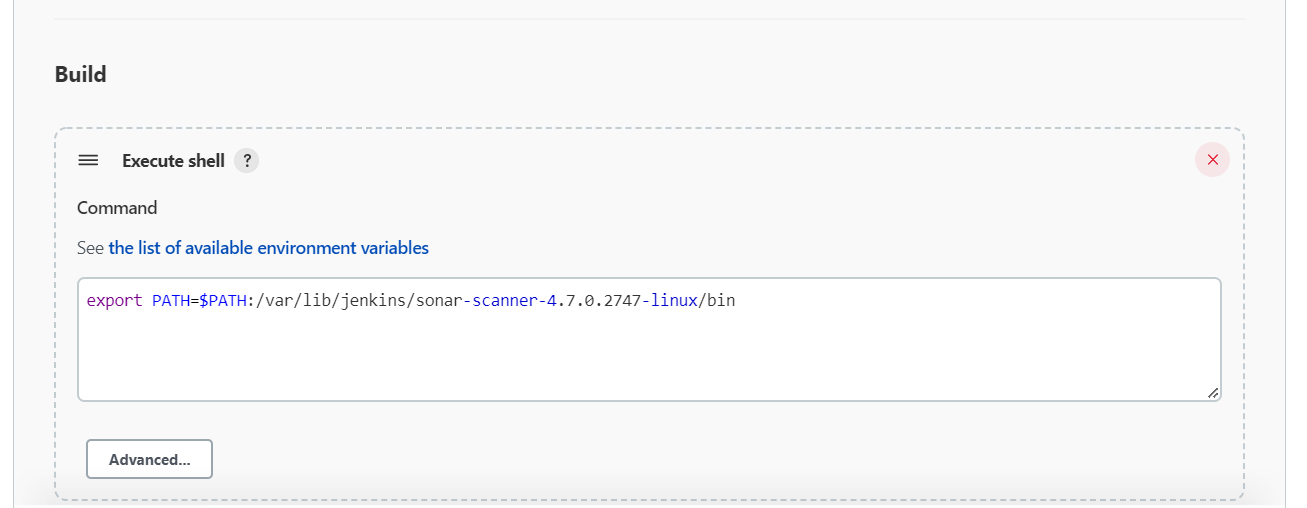 Build
Execute shell ?
Command
See the list of available environment variables
export PATH=$PATH:/var/lib/jenkins/sonar-scanner-4.7.0.2747-linux/bin
Advanced...